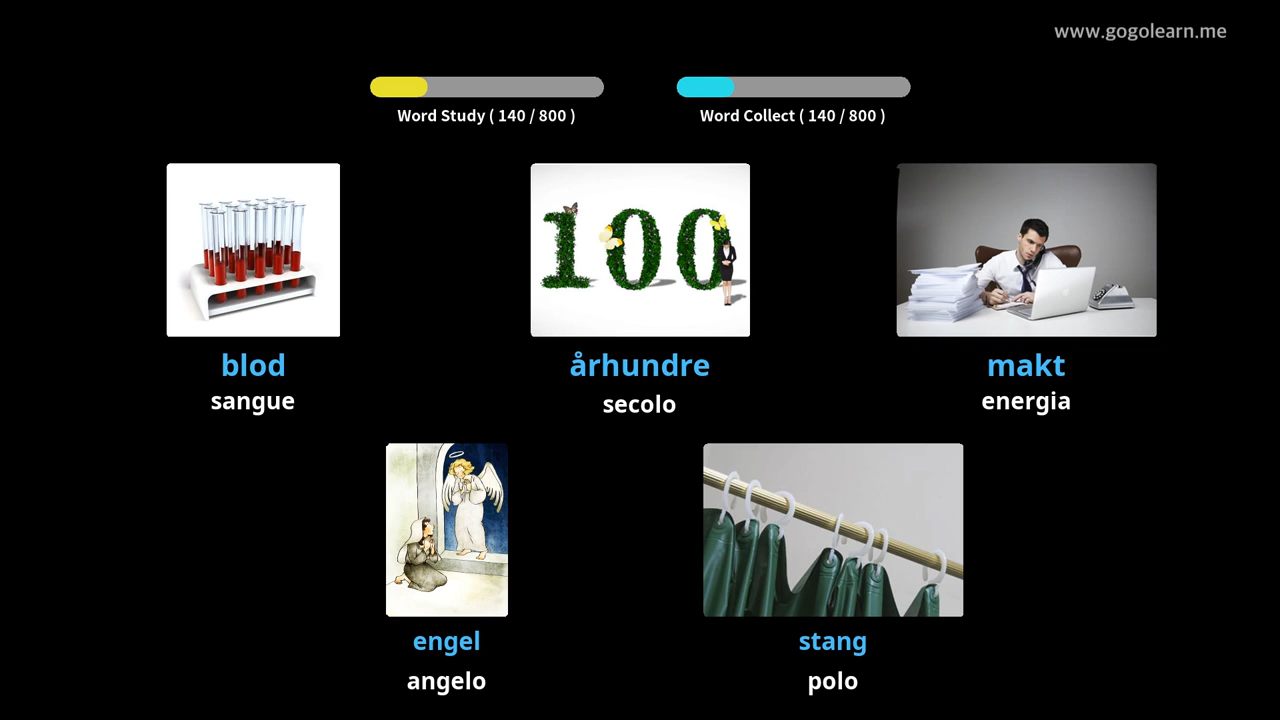 www.gogolearn.me
Word Study ( 140 / 800 )
Word Collect ( 140 / 800 )
100
blod
sangue
århundre
secolo
makt
energia
engel
angelo
stang
polo